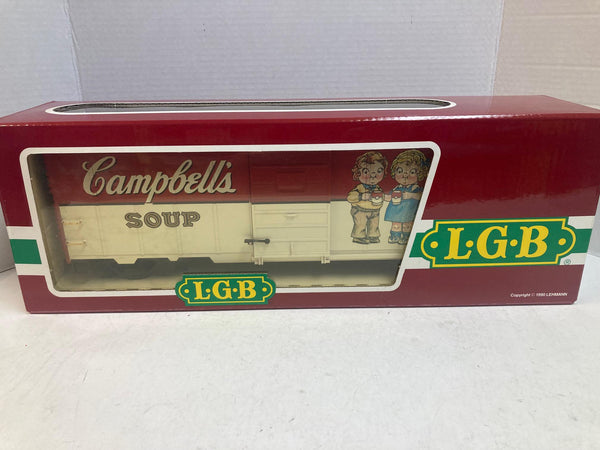 Campbell's
SOUP
L·G·B
L·G·B
®
Copyright © 1990 LEHMANN